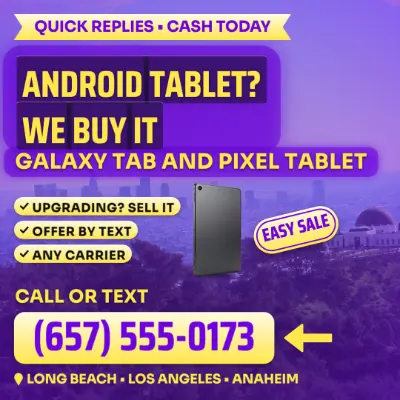 QUICK REPLIES • CASH TODAY
ANDROID TABLET?
WE BUY IT
GALAXY TAB AND PIXEL TABLET
UPGRADING? SELL IT
OFFER BY TEXT
ANY CARRIER
EASY SALE
CALL OR TEXT
(657) 555-0173
LONG BEACH • LOS ANGELES • ANAHEIM